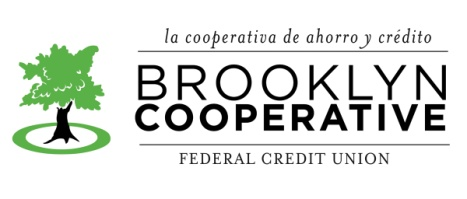 la cooperativa de ahorro y crédito
BROOKLYN
COOPERATIVE
FEDERAL CREDIT UNION